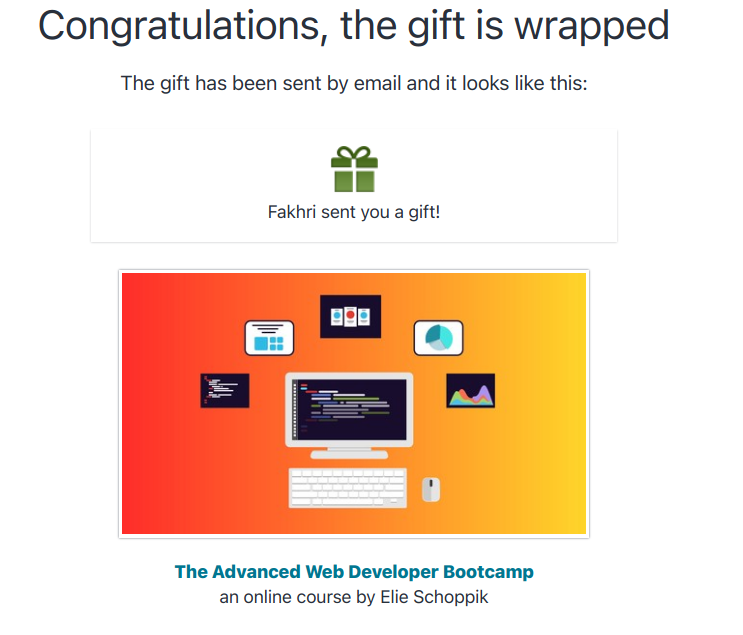 Congratulations, the gift is wrapped
The gift has been sent by email and it looks like this:
Fakhri sent you a gift!
The Advanced Web Developer Bootcamp
an online course by Elie Schoppik